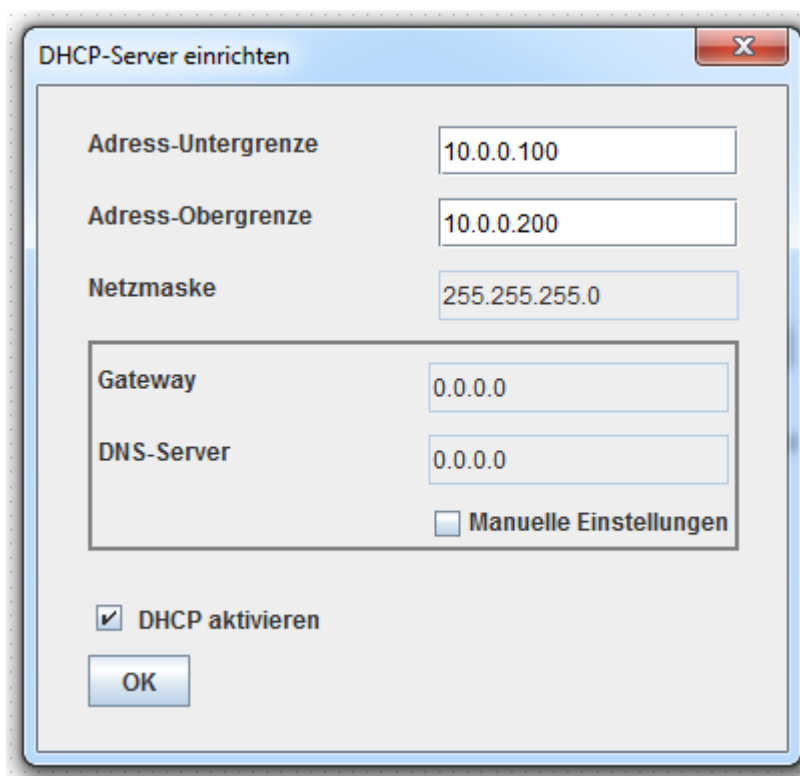 DHCP-Server einrichten
Adress-Untergrenze 10.0.0.100
Adress-Obergrenze 10.0.0.200
Netzmaske 255.255.255.0
Gateway 0.0.0.0
DNS-Server 0.0.0.0
Manuelle Einstellungen
DHCP aktivieren
OK